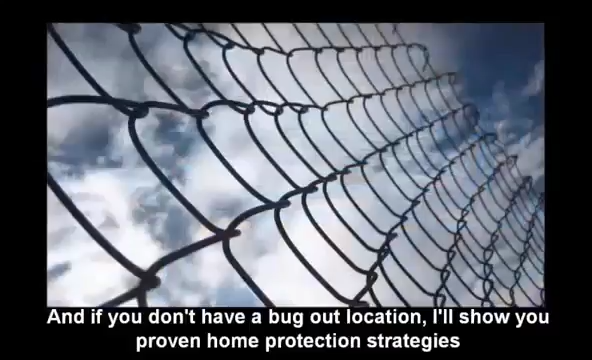 And if you don't have a bug out location, I'll show you
proven home protection strategies